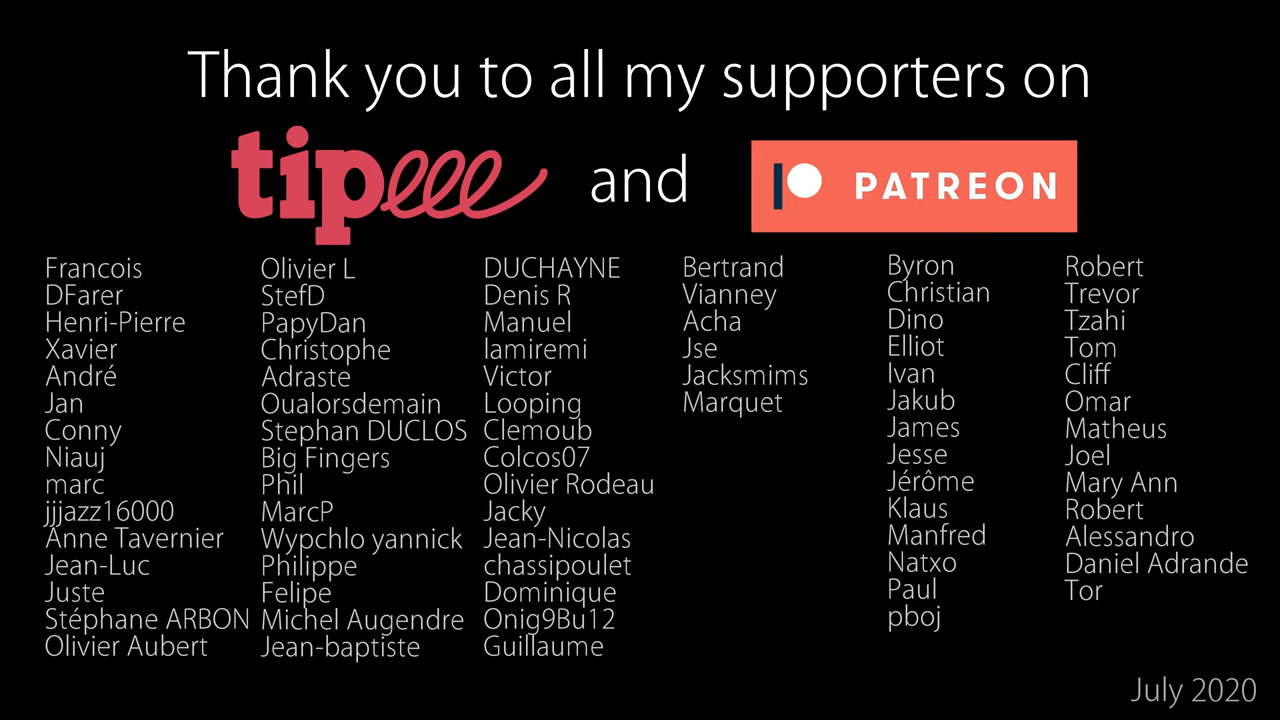 Thank you to all my supporters on
tipeee and PATREON
Francois
DFarer
Henri-Pierre
Xavier
André
Jan
Conny
Niauj
marc
jjjazz16000
Anne Tavernier
Jean-Luc
Juste
Stéphane ARBON
Olivier Aubert
Olivier L
StefD
PapyDan
Christophe
Adraste
Oualorsdemain
Stephan DUCLOS
Big Fingers
Phil
MarcP
Wypchlo yannick
Philippe
Felipe
Michel Augendre
Jean-baptiste
DUCHAYNE
Denis R
Manuel
Iamiremi
Victor
Looping
Clemoub
Colcos07
Olivier Rodeau
Jacky
Jean-Nicolas
chassipoulet
Dominique
Onig9Bu12
Guillaume
Bertrand
Vianney
Acha
Jse
Jacksmims
Marquet
Byron
Christian
Dino
Elliot
Ivan
Jakub
James
Jesse
Jérôme
Klaus
Manfred
Natxo
Paul
pboj
Robert
Trevor
Tzahi
Tom
Cliff
Omar
Matheus
Joel
Mary Ann
Robert
Alessandro
Daniel Adrande
Tor
July 2020